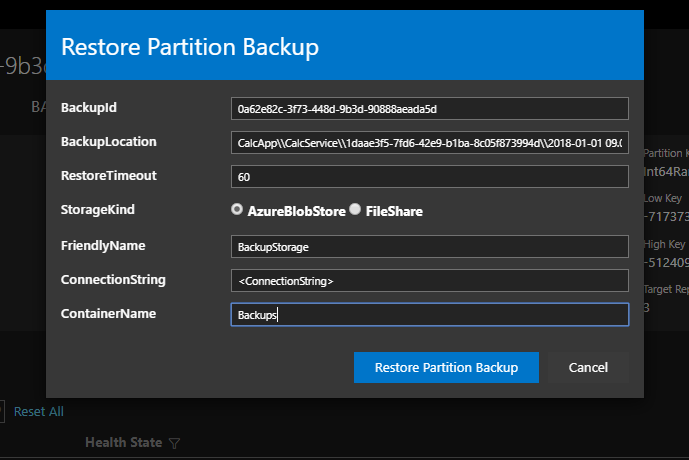 Restore Partition Backup
-9b3
BA
BackupId 0a62e82c-3f73-448d-9b3d-90888aeada5d
BackupLocation CalcApp\\CalcService\\1daae3f5-7fd6-42e9-b1ba-8c05f873994d\\2018-01-01 09.0
RestoreTimeout 60
StorageKind AzureBlobStore FileShare
FriendlyName BackupStorage
ConnectionString <ConnectionString>
ContainerName Backups
Restore Partition Backup Cancel
Partition K
Int64Ra
Low Key
-717373
High Key
-512409
Target Rep
3
Reset All
Health State